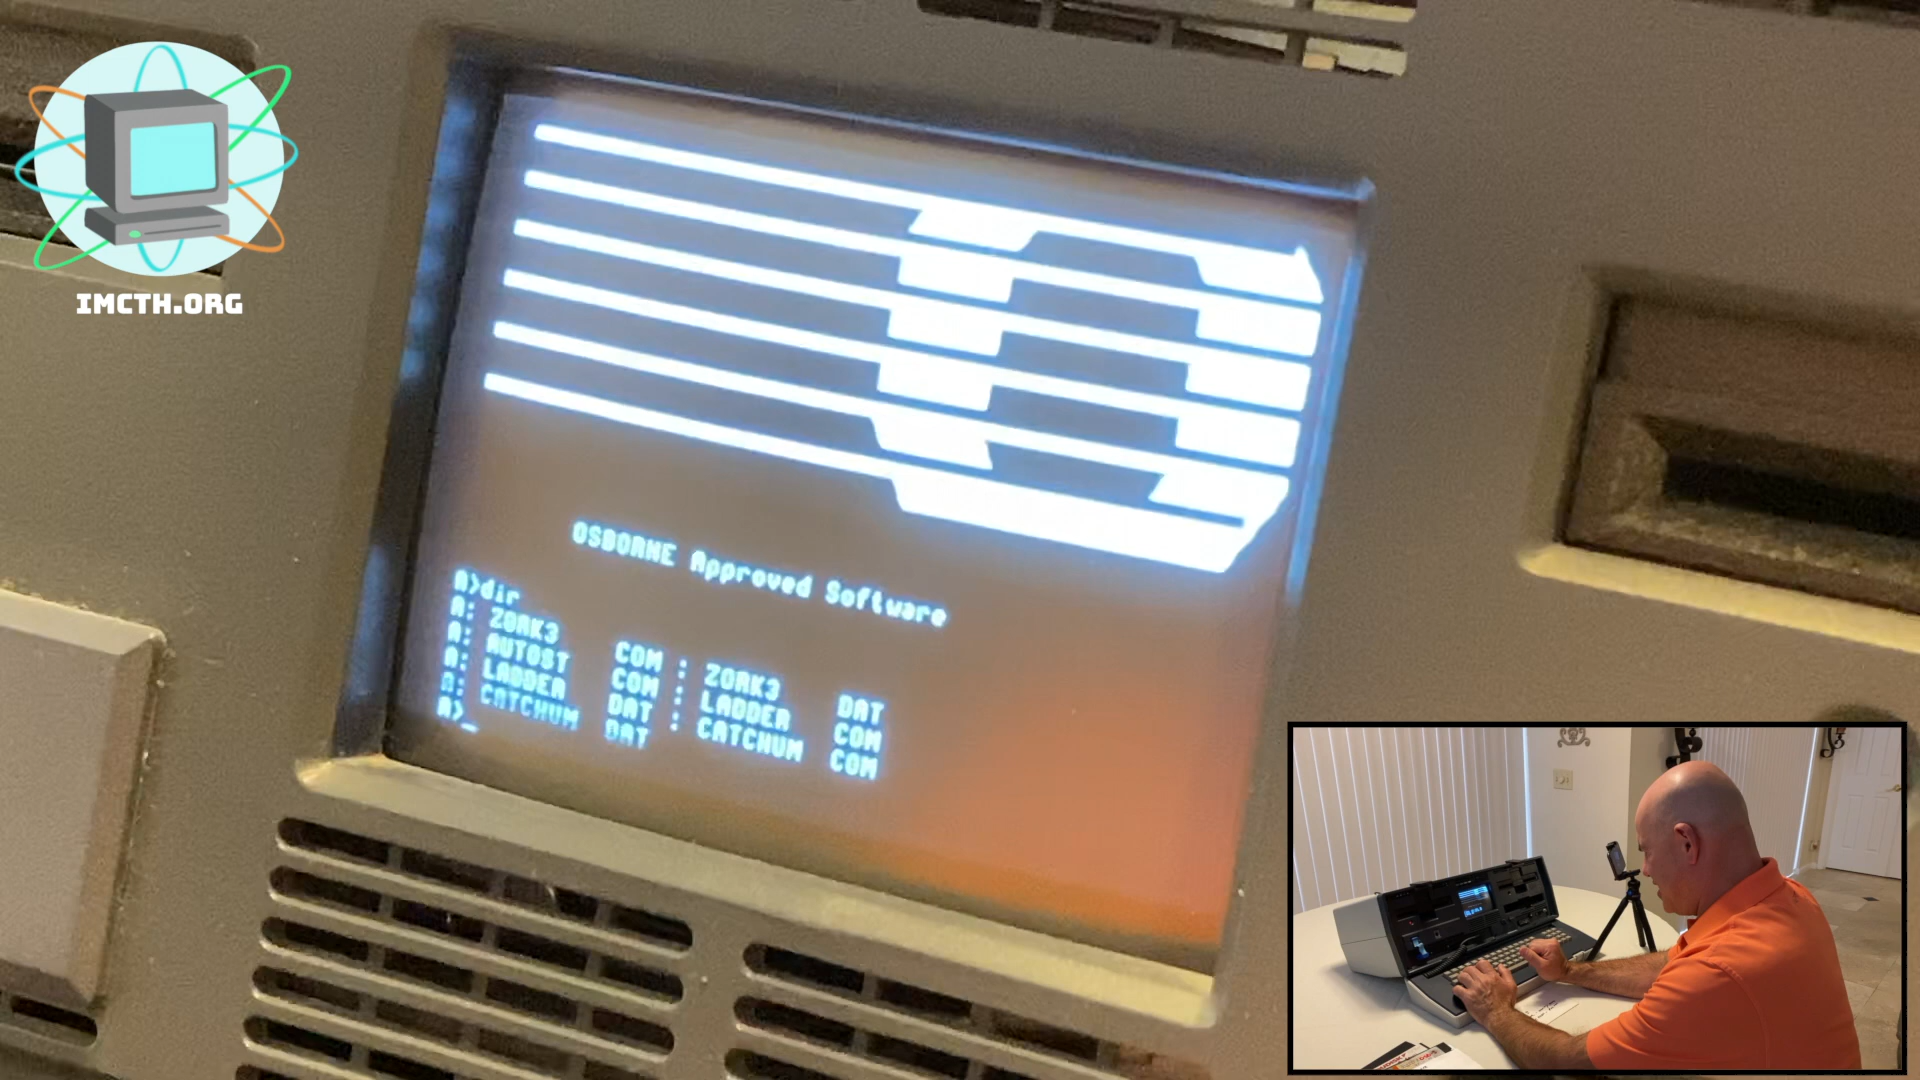 IMCTH.ORG
OSBORNE Approved Software
A>dir
A: ZORK3 COM : ZORK3 DAT
A: AUTOST COM : LADDER COM
A: LADDER DAT : CATCHUM COM
A: CATCHUM DAT
A>_